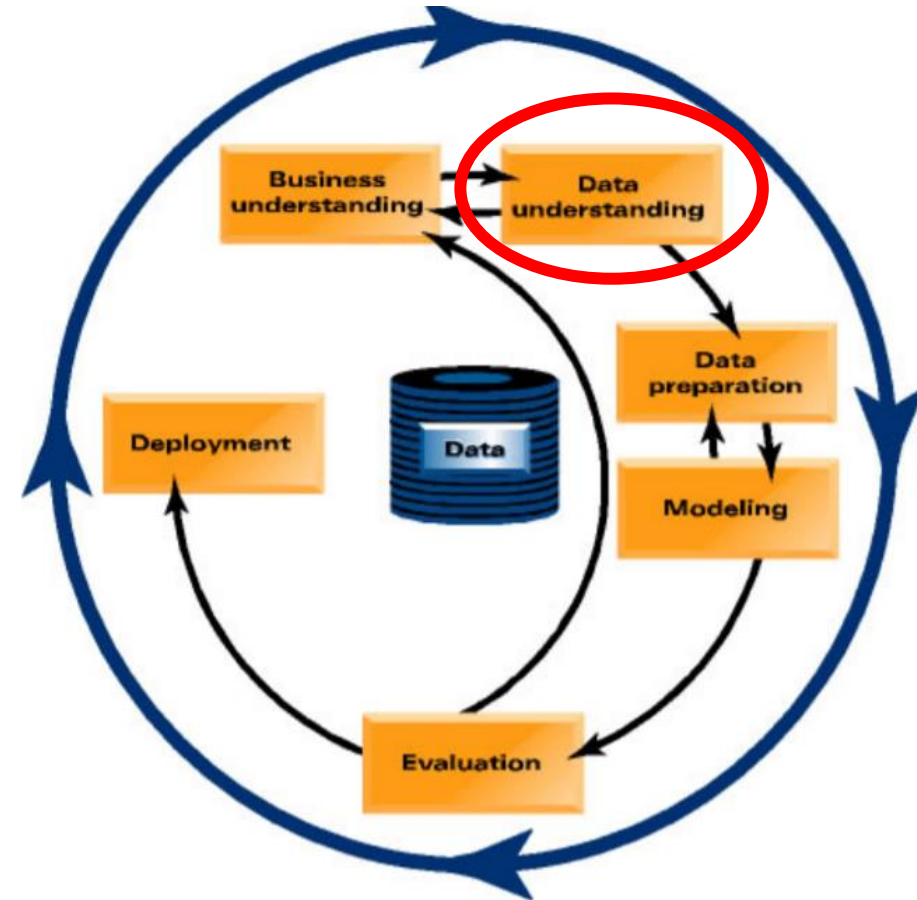 Business
understanding
Data
understanding
Data
preparation
Deployment
Data
Modeling
Evaluation